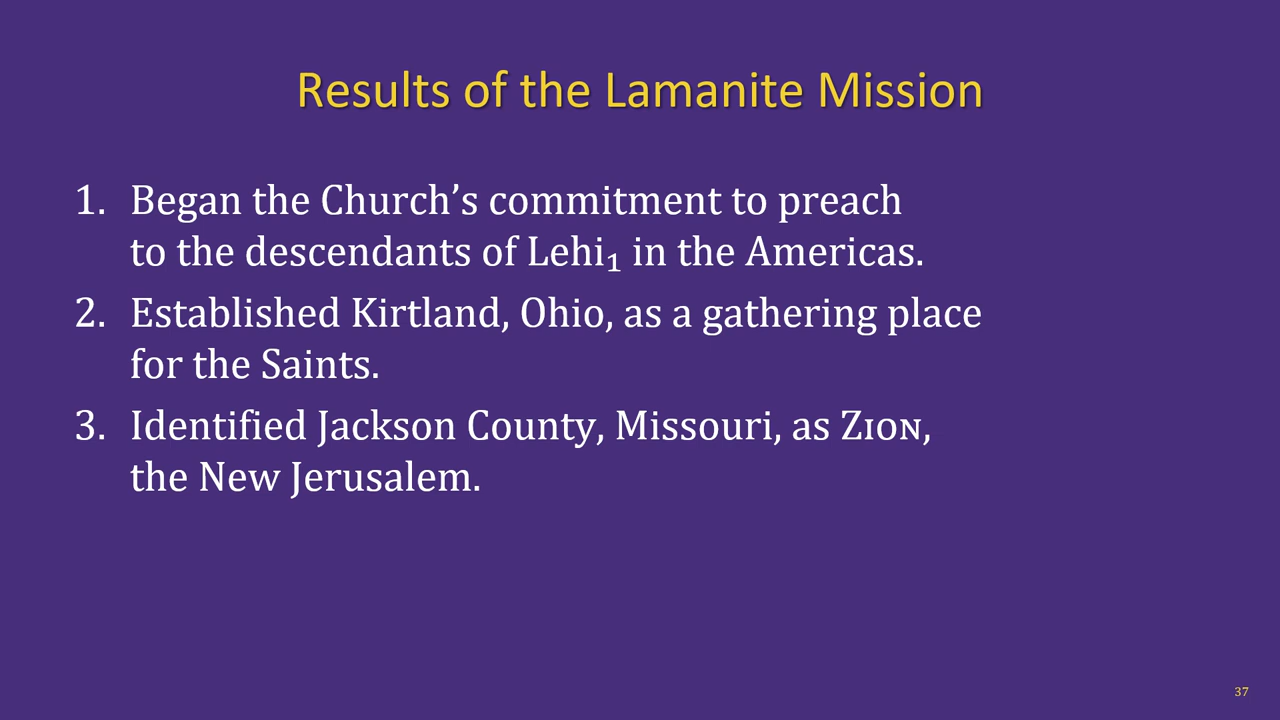 Results of the Lamanite Mission
1. Began the Church’s commitment to preach
to the descendants of Lehi₁ in the Americas.
2. Established Kirtland, Ohio, as a gathering place
for the Saints.
3. Identified Jackson County, Missouri, as Zɪᴏɴ,
the New Jerusalem.
37